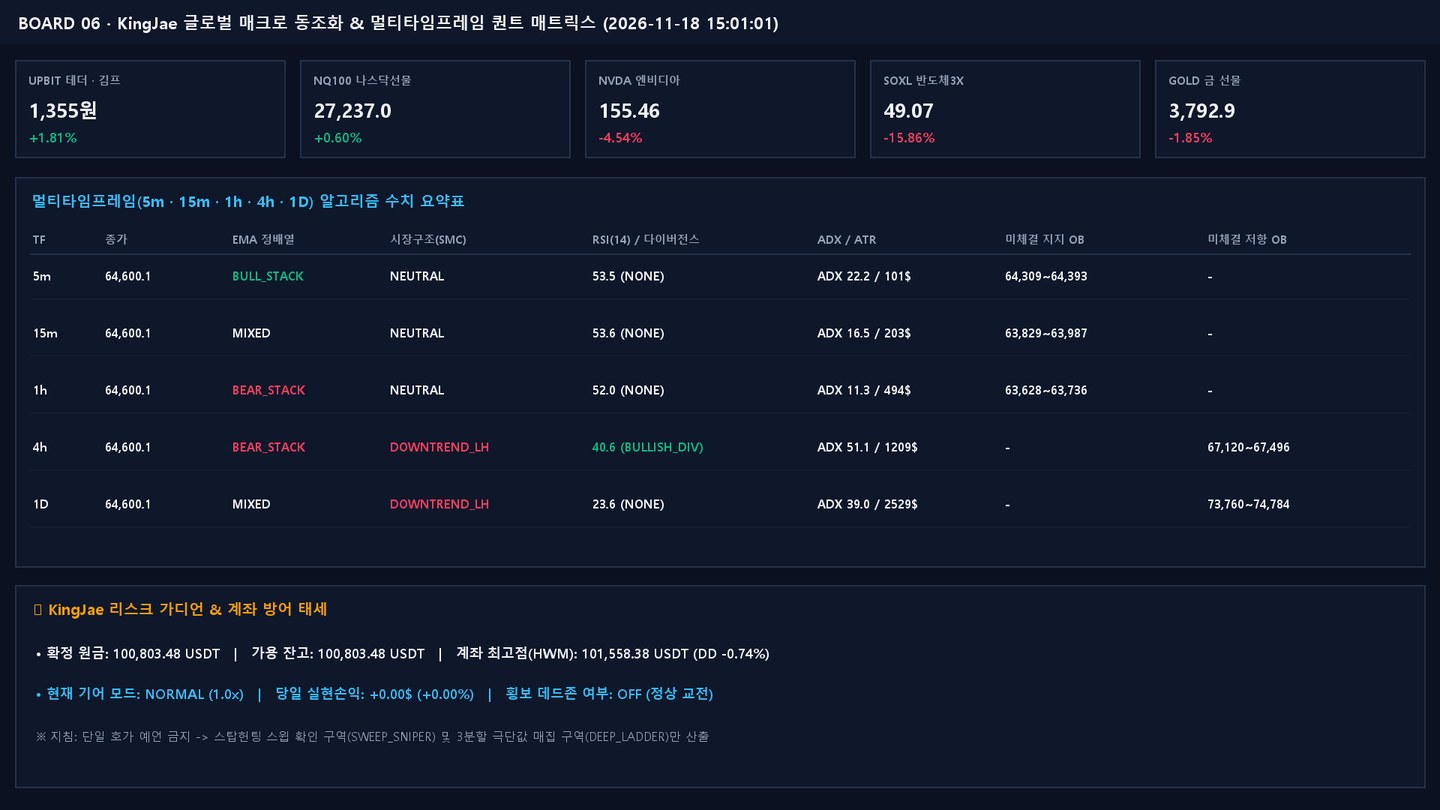 BOARD 06 · KingJae 글로벌 매크로 동조화 & 멀티타임프레임 퀀트 매트릭스 (2026-11-18 15:01:01)
UPBIT 테더 · 김프
1,355원
+1.81%
NQ100 나스닥선물
27,237.0
+0.60%
NVDA 엔비디아
155.46
-4.54%
SOXL 반도체3X
49.07
-15.86%
GOLD 금 선물
3,792.9
-1.85%
멀티타임프레임(5m · 15m · 1h · 4h · 1D) 알고리즘 수치 요약표
TF 종가 EMA 정배열 시장구조(SMC) RSI(14) / 다이버전스 ADX / ATR 미체결 지지 OB 미체결 저항 OB
5m 64,600.1 BULL_STACK NEUTRAL 53.5 (NONE) ADX 22.2 / 101$ 64,309~64,393 -
15m 64,600.1 MIXED NEUTRAL 53.6 (NONE) ADX 16.5 / 203$ 63,829~63,987 -
1h 64,600.1 BEAR_STACK NEUTRAL 52.0 (NONE) ADX 11.3 / 494$ 63,628~63,736 -
4h 64,600.1 BEAR_STACK DOWNTREND_LH 40.6 (BULLISH_DIV) ADX 51.1 / 1209$ - 67,120~67,496
1D 64,600.1 MIXED DOWNTREND_LH 23.6 (NONE) ADX 39.0 / 2529$ - 73,760~74,784
KingJae 리스크 가디언 & 계좌 방어 태세
• 확정 원금: 100,803.48 USDT | 가용 잔고: 100,803.48 USDT | 계좌 최고점(HWM): 101,558.38 USDT (DD -0.74%)
• 현재 기어 모드: NORMAL (1.0x) | 당일 실현손익: +0.00$ (+0.00%) | 횡보 데드존 여부: OFF (정상 교전)
※ 지침: 단일 호가 예언 금지 -> 스탑헌팅 스윕 확인 구역(SWEEP_SNIPER) 및 3분할 극단값 매집 구역(DEEP_LADDER)만 산출